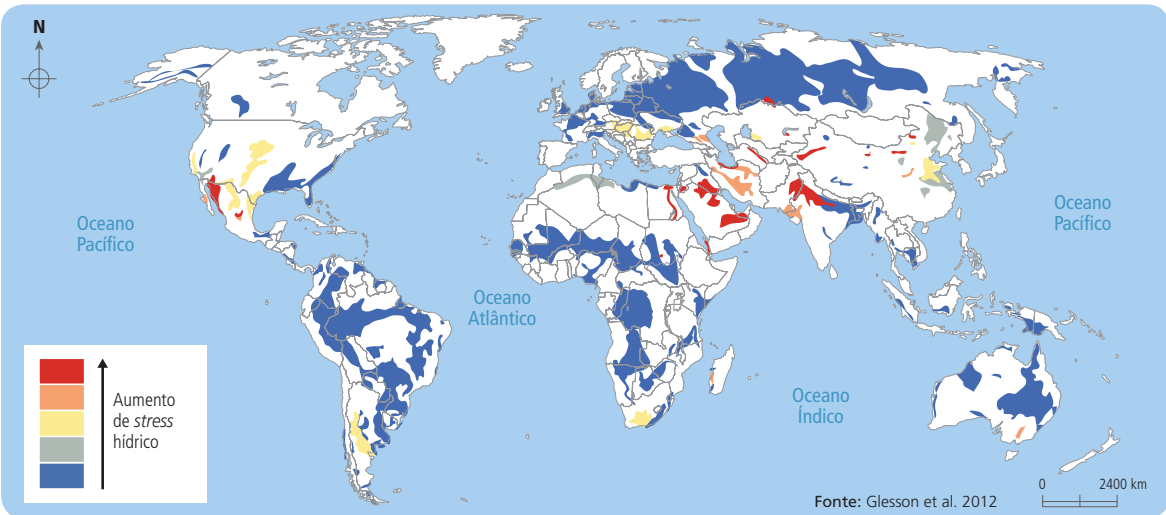 N
Oceano
Pacífico
Oceano
Atlântico
Oceano
Pacífico
Oceano
Índico
Aumento
de stress
hídrico
0 2400 km
Fonte: Glesson et al. 2012